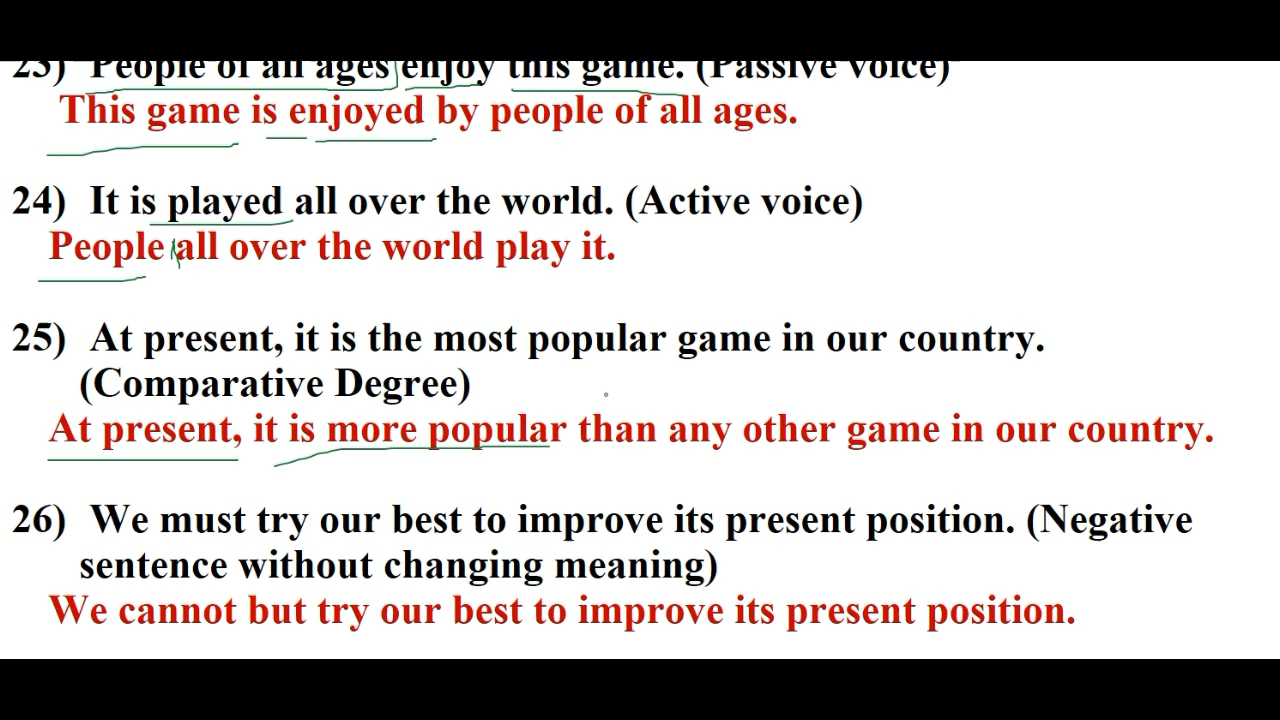 23) People of all ages enjoy this game. (Passive voice)
This game is enjoyed by people of all ages.
24) It is played all over the world. (Active voice)
People all over the world play it.
25) At present, it is the most popular game in our country.
(Comparative Degree)
At present, it is more popular than any other game in our country.
26) We must try our best to improve its present position. (Negative
sentence without changing meaning)
We cannot but try our best to improve its present position.